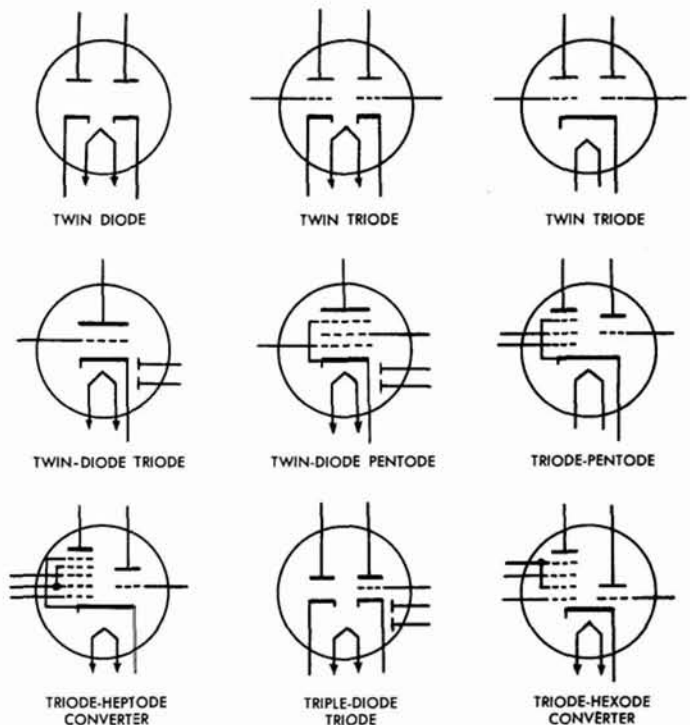 TWIN DIODE
TWIN TRIODE
TWIN TRIODE
TWIN-DIODE TRIODE
TWIN-DIODE PENTODE
TRIODE-PENTODE
TRIODE-HEPTODE
CONVERTER
TRIPLE-DIODE
TRIODE
TRIODE-HEXODE
CONVERTER